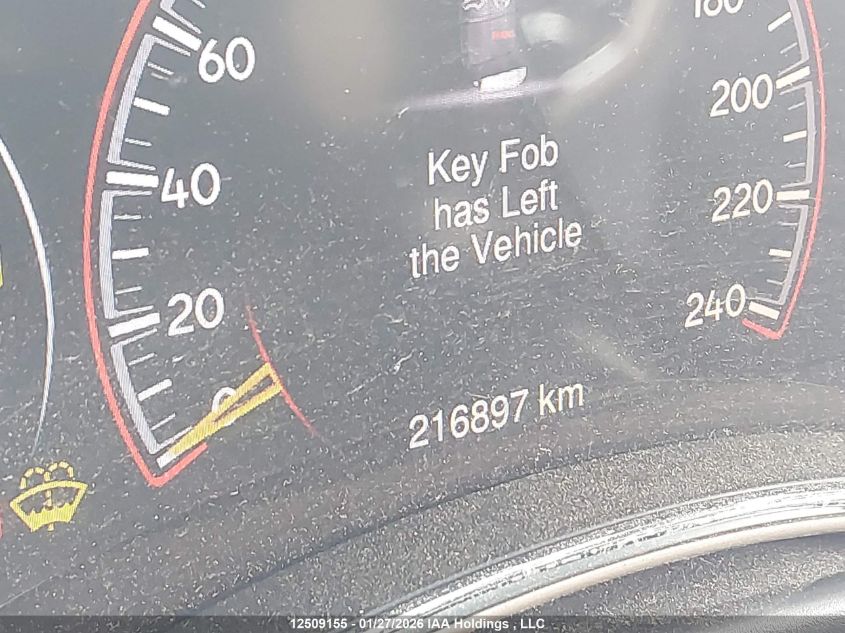 60
40
20
0
200
220
240
Key Fob
has Left
the Vehicle
216897 km
12509155 - 01/27/2026 IAA Holdings , LLC